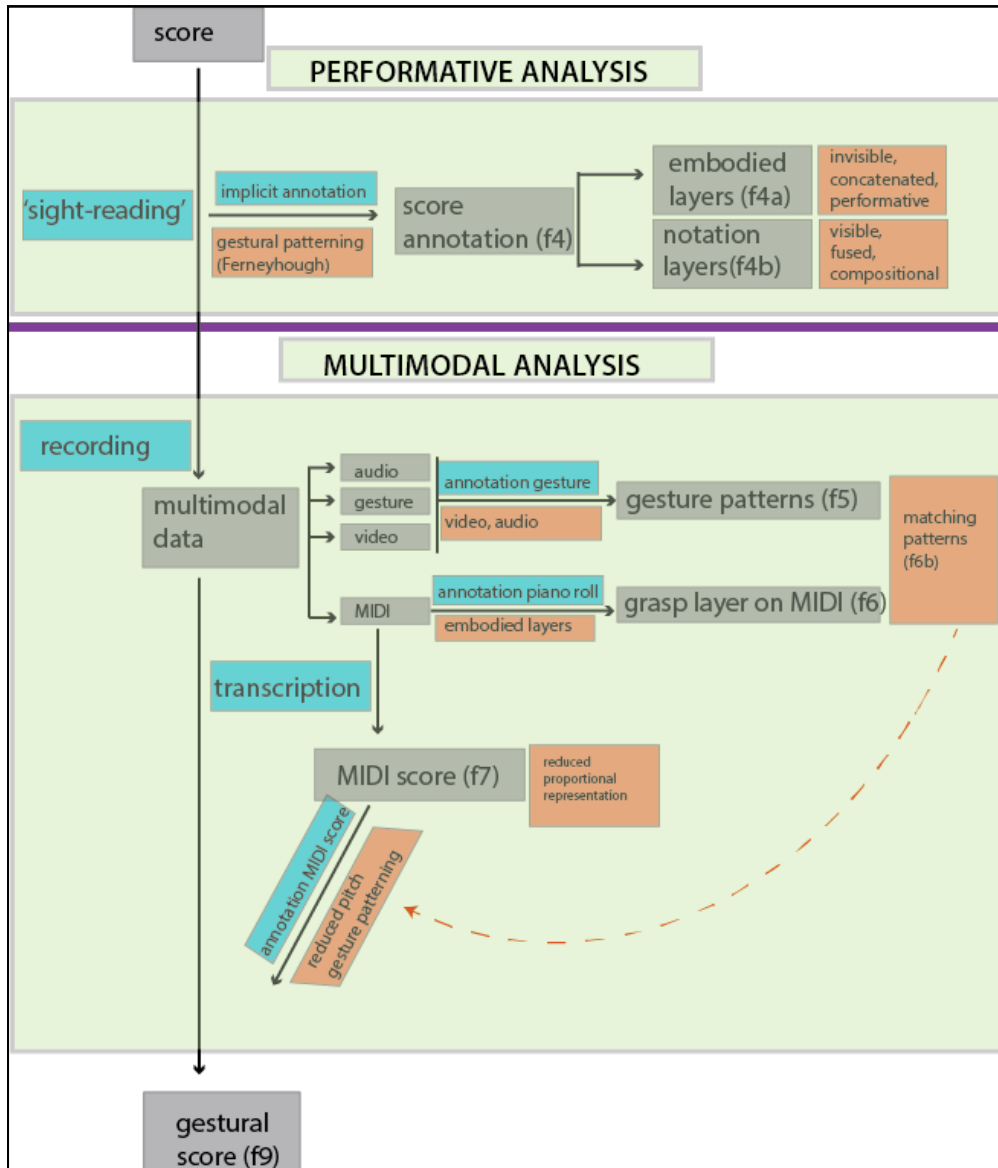 score
PERFORMATIVE ANALYSIS
'sight-reading'
implicit annotation
gestural patterning
(Ferneyhough)
score
annotation (f4)
embodied
layers (f4a)
invisible,
concatenated,
performative
notation
layers(f4b)
visible,
fused,
compositional
MULTIMODAL ANALYSIS
recording
multimodal
data
audio
gesture
video
annotation gesture
video, audio
gesture patterns (f5)
matching
patterns
(f6b)
MIDI
annotation piano roll
embodied layers
grasp layer on MIDI (f6)
transcription
MIDI score (f7)
reduced
proportional
representation
annotation MIDI score
reduced pitch
gesture patterning
gestural
score (f9)